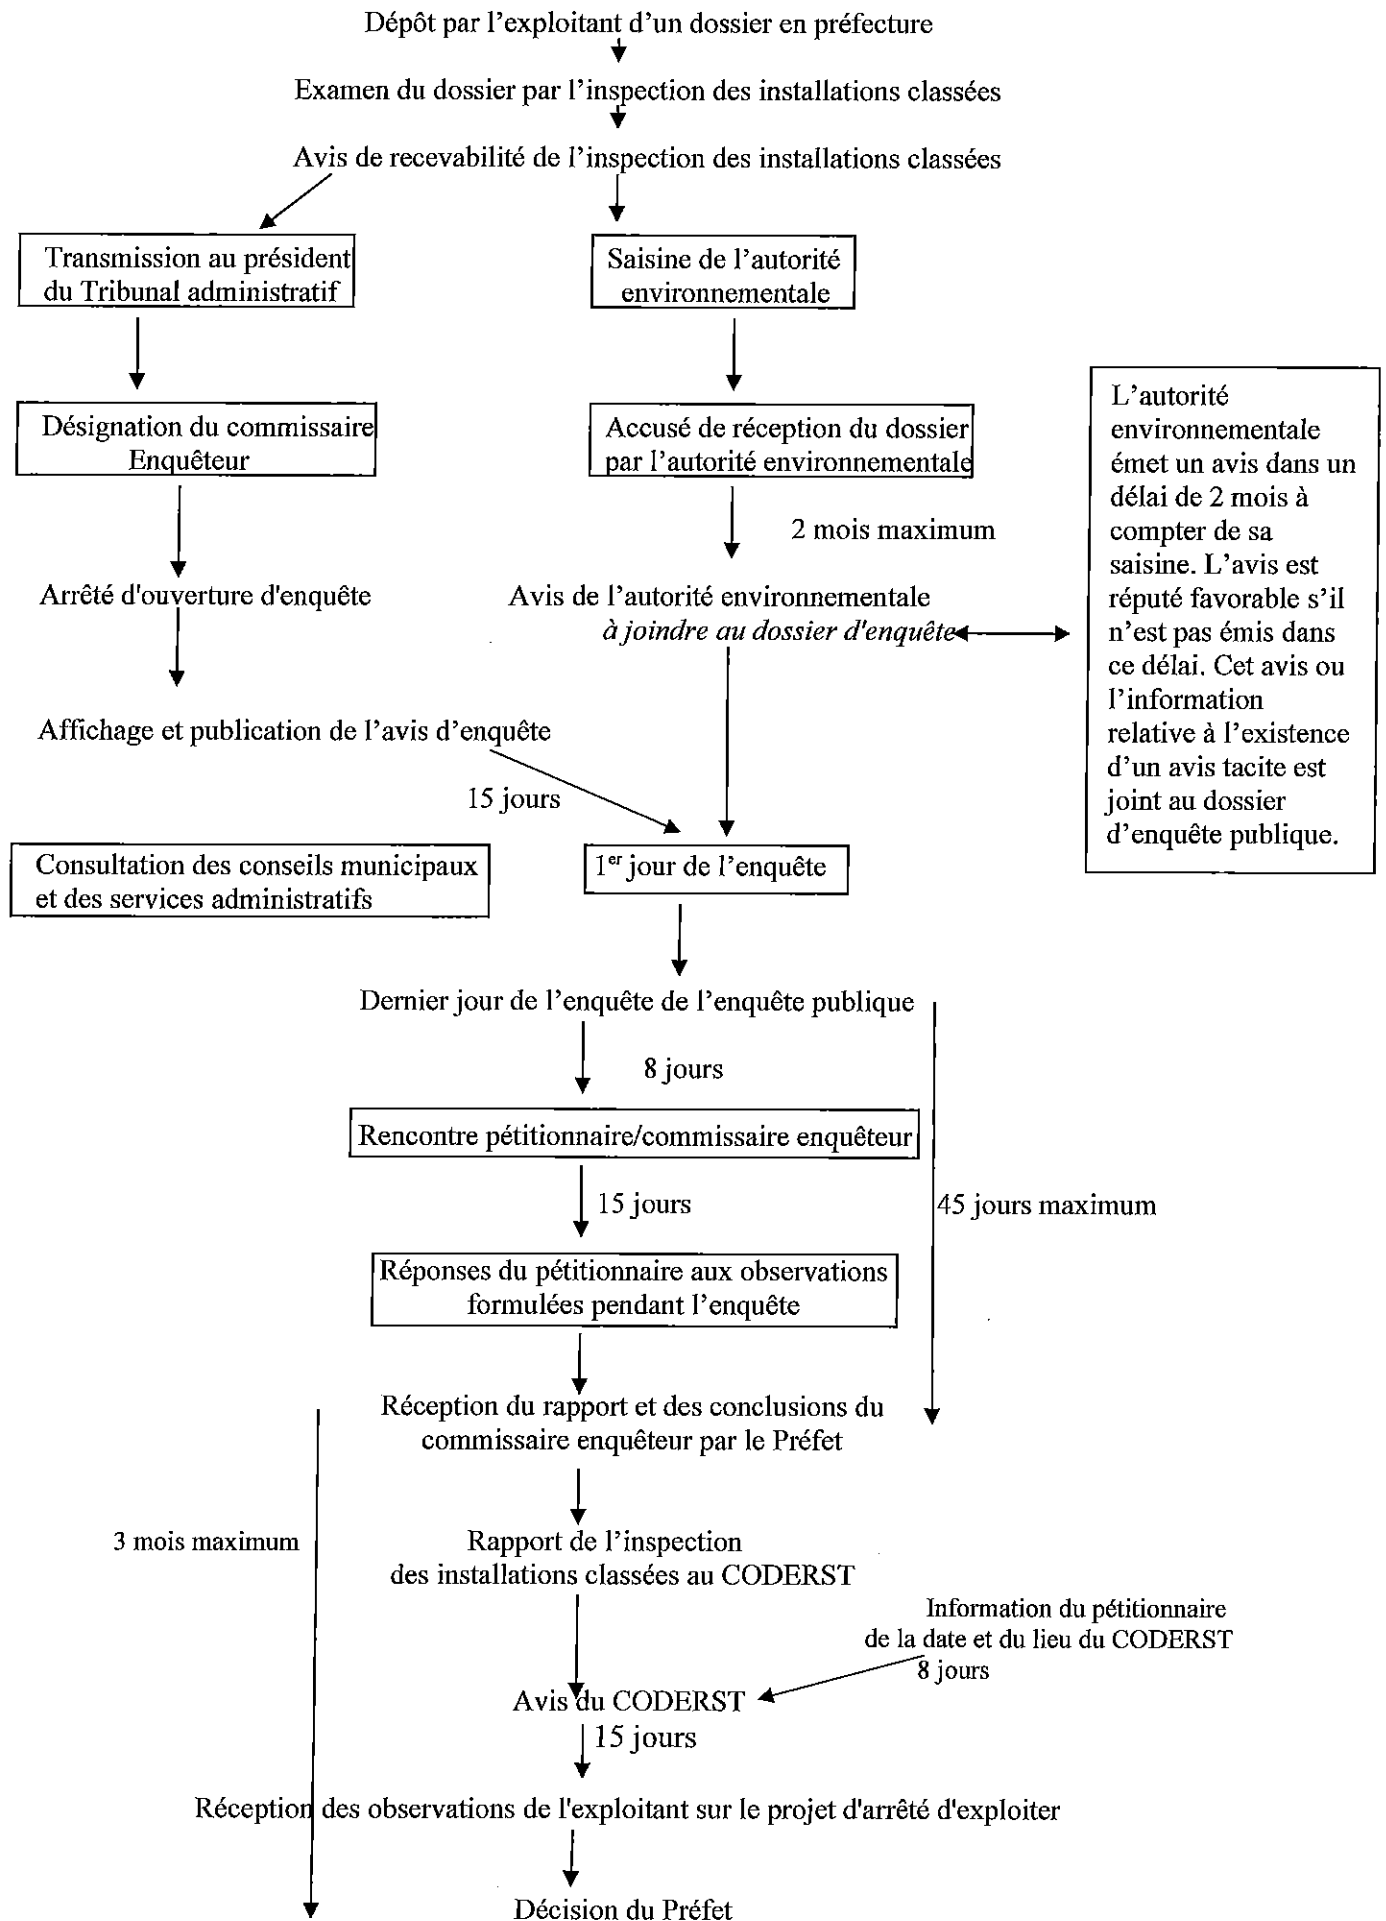 Dépôt par l’exploitant d’un dossier en préfecture
Examen du dossier par l’inspection des installations classées
Avis de recevabilité de l’inspection des installations classées
Transmission au président
du Tribunal administratif
Saisine de l’autorité
environnementale
Désignation du commissaire
Enquêteur
Accusé de réception du dossier
par l’autorité environnementale
2 mois maximum
Arrêté d'ouverture d'enquête
Avis de l’autorité environnementale
à joindre au dossier d'enquête
L’autorité
environnementale
émet un avis dans un
délai de 2 mois à
compter de sa
saisine. L’avis est
réputé favorable s’il
n’est pas émis dans
ce délai. Cet avis ou
l’information
relative à l’existence
d’un avis tacite est
joint au dossier
d’enquête publique.
Affichage et publication de l’avis d’enquête
15 jours
Consultation des conseils municipaux
et des services administratifs
1er jour de l’enquête
Dernier jour de l’enquête de l’enquête publique
8 jours
Rencontre pétitionnaire/commissaire enquêteur
15 jours
45 jours maximum
Réponses du pétitionnaire aux observations
formulées pendant l’enquête
Réception du rapport et des conclusions du
commissaire enquêteur par le Préfet
3 mois maximum
Rapport de l’inspection
des installations classées au CODERST
Information du pétitionnaire
de la date et du lieu du CODERST
8 jours
Avis du CODERST
15 jours
Réception des observations de l'exploitant sur le projet d'arrêté d'exploiter
Décision du Préfet